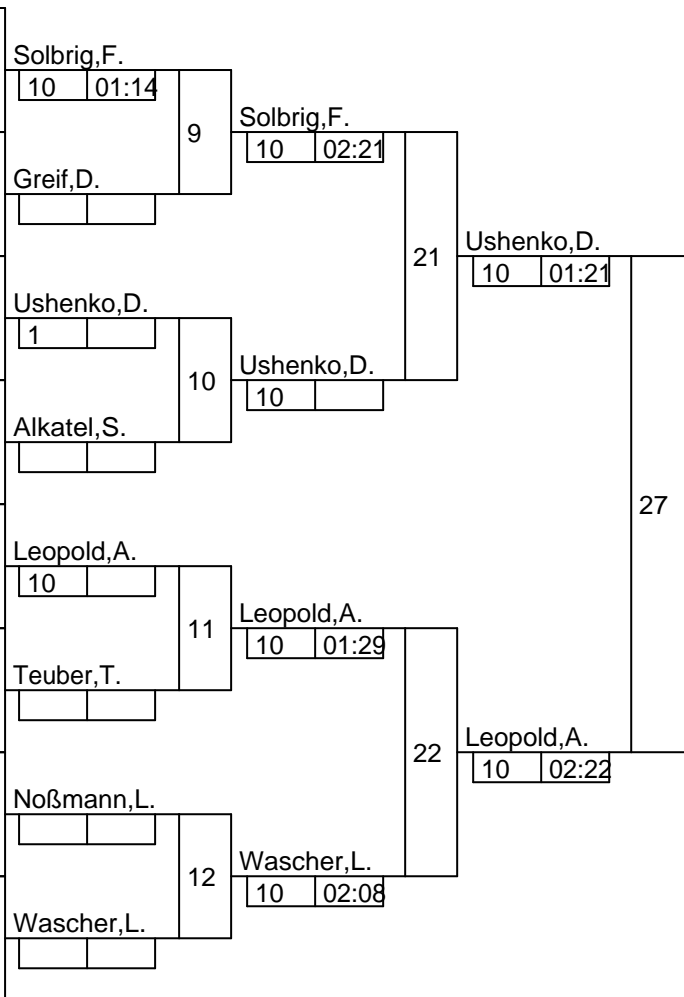 Solbrig,F.
10 01:14
9
Solbrig,F.
10 02:21
Greif,D.
21
Ushenko,D.
10 01:21
Ushenko,D.
1
10
Ushenko,D.
10
Alkatel,S.
27
Leopold,A.
10
11
Leopold,A.
10 01:29
Teuber,T.
22
Leopold,A.
10 02:22
Noßmann,L.
12
Wascher,L.
10 02:08
Wascher,L.